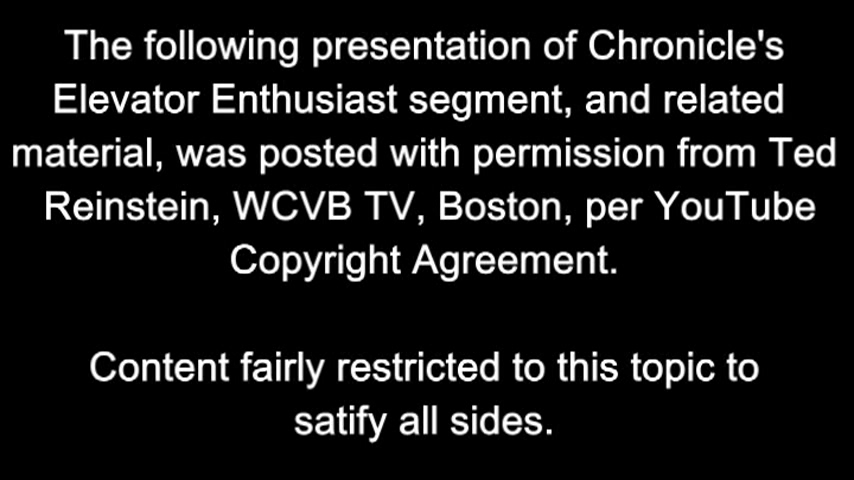 The following presentation of Chronicle's
Elevator Enthusiast segment, and related
material, was posted with permission from Ted
Reinstein, WCVB TV, Boston, per YouTube
Copyright Agreement.
Content fairly restricted to this topic to
satify all sides.